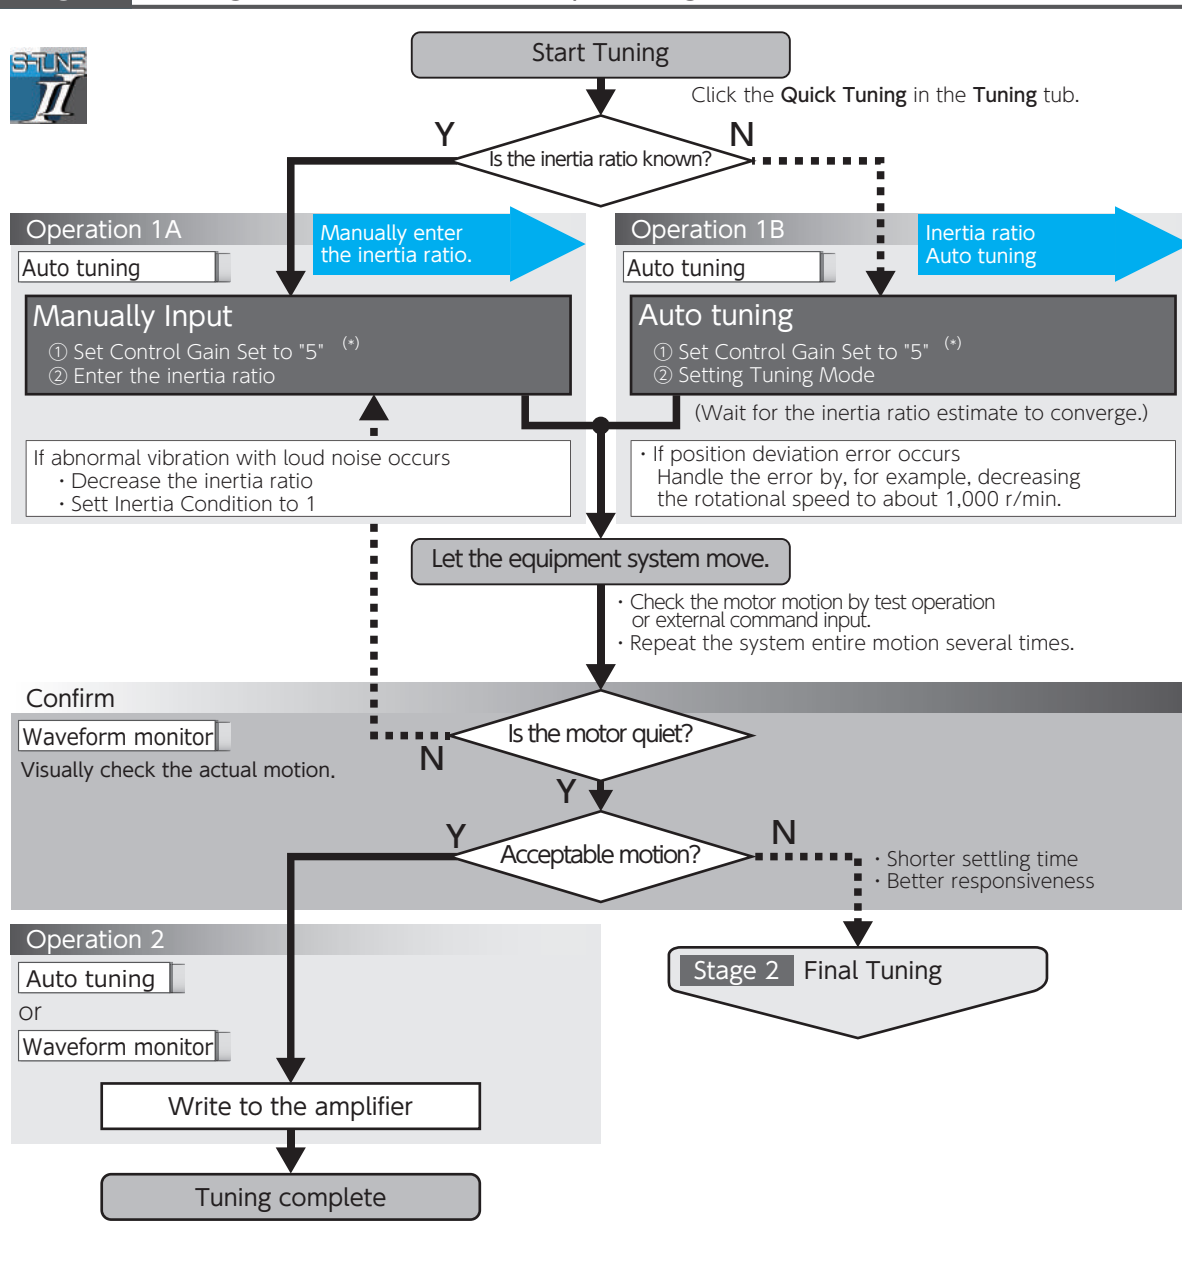 S-TUNE
II
Start Tuning
Click the Quick Tuning in the Tuning tub.
Y
N
Is the inertia ratio known?
Operation 1A
Manually enter
the inertia ratio.
Auto tuning
Manually Input
① Set Control Gain Set to "5" (*)
② Enter the inertia ratio
If abnormal vibration with loud noise occurs
・Decrease the inertia ratio
・Sett Inertia Condition to 1
Operation 1B
Inertia ratio
Auto tuning
Auto tuning
Auto tuning
① Set Control Gain Set to "5" (*)
② Setting Tuning Mode
(Wait for the inertia ratio estimate to converge.)
・If position deviation error occurs
Handle the error by, for example, decreasing
the rotational speed to about 1,000 r/min.
Let the equipment system move.
・Check the motor motion by test operation
or external command input.
・Repeat the system entire motion several times.
Confirm
Waveform monitor
Visually check the actual motion.
Is the motor quiet?
N
Y
Acceptable motion?
Y
N
・Shorter settling time
・Better responsiveness
Operation 2
Auto tuning
or
Waveform monitor
Stage 2 Final Tuning
Write to the amplifier
Tuning complete